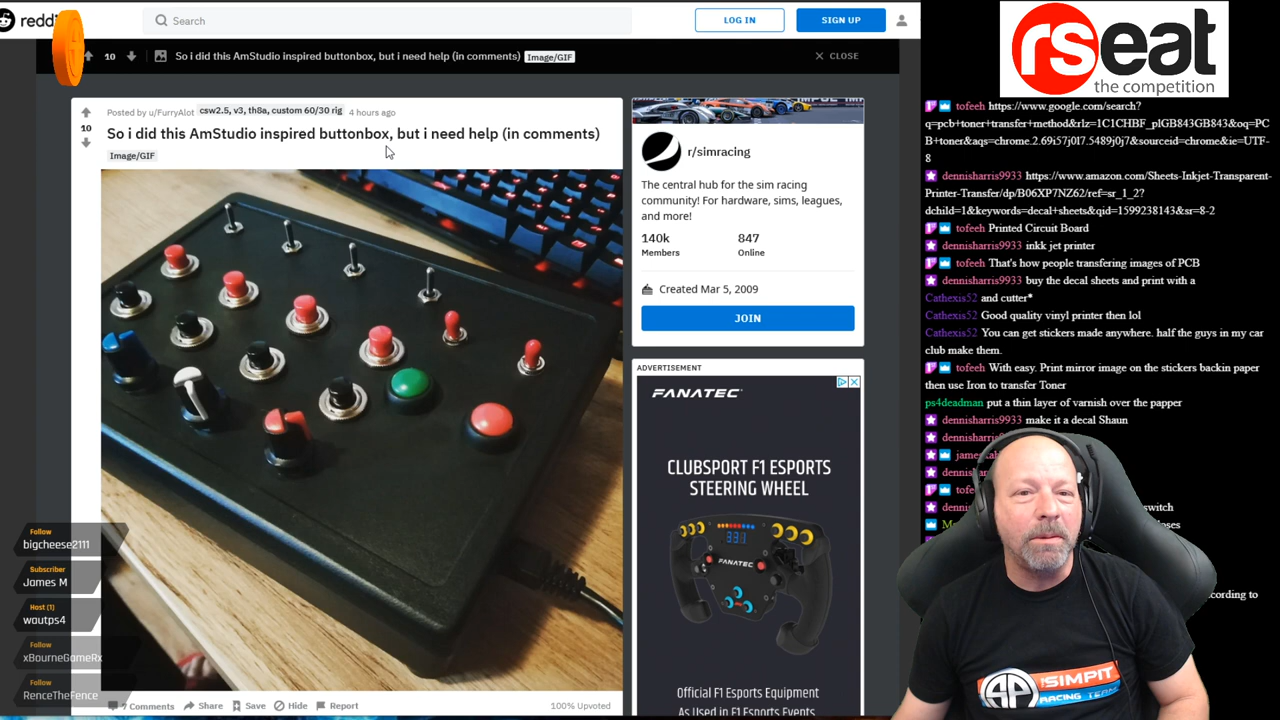 reddi
Search
LOG IN
SIGN UP
10
So i did this AmStudio inspired buttonbox, but i need help (in comments)
Image/GIF
CLOSE
Posted by u/FurryAlot
csw2.5, v3, th8a, custom 60/30 rig
4 hours ago
10
So i did this AmStudio inspired buttonbox, but i need help (in comments)
Image/GIF
r/simracing
The central hub for the sim racing
community! For hardware, sims, leagues,
and more!
140k
847
Members
Online
Created Mar 5, 2009
JOIN
ADVERTISEMENT
FANATEC
CLUBSPORT F1 ESPORTS
STEERING WHEEL
FANATEC
Official F1 Esports Equipment
As Used in F1 Esports Events
7 Comments
Share
Save
Hide
Report
100% Upvoted
Follow
bigcheese2111
Subscriber
James M
Host (1)
wautps4
Follow
xBourneGameRx
Follow
RenceTheFence
rseat
the competition
tofeeh https://www.google.com/search?
q=pcb+toner+transfer+method&rlz=1C1CHBF_plGB843GB843&oq=PC
B+toner&aqs=chrome.2.69i57j0l7.5489j0j7&sourceid=chrome&ie=UTF-
8
dennisharris9933 https://www.amazon.com/Sheets-Inkjet-Transparent-
Printer-Transfer/dp/B06XP7NZ62/ref=sr_1_2?
dchild=1&keywords=decal+sheets&qid=1599238143&sr=8-2
tofeeh Printed Circuit Board
dennisharris9933 inkk jet printer
tofeeh That's how people transfering images of PCB
dennisharris9933 buy the decal sheets and print with a
Cathexis52 and cutter*
Cathexis52 Good quality vinyl printer then lol
Cathexis52 You can get stickers made anywhere. half the guys in my car
club make them.
tofeeh With easy. Print mirror image on the stickers backin paper
then use Iron to transfer Toner
ps4deadman put a thin layer of varnish over the papper
dennisharris9933 make it a decal Shaun
SIMPIT
RACING TEAM